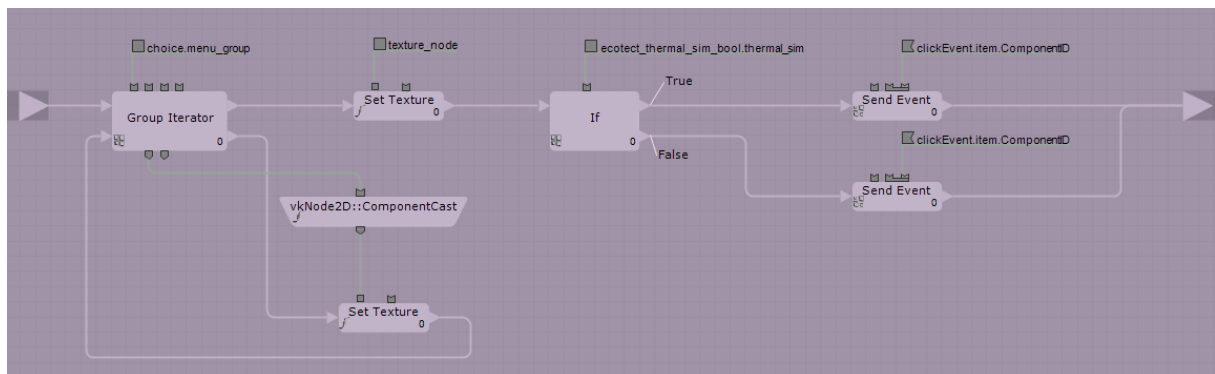 choice.menu_group
texture_node
ecotect_thermal_sim_bool.thermal_sim
clickEvent.item.ComponentID
True
Set Texture
0
Send Event
0
Group Iterator
0
If
0
clickEvent.item.ComponentID
False
Send Event
0
vkNode2D::ComponentCast
Set Texture
0